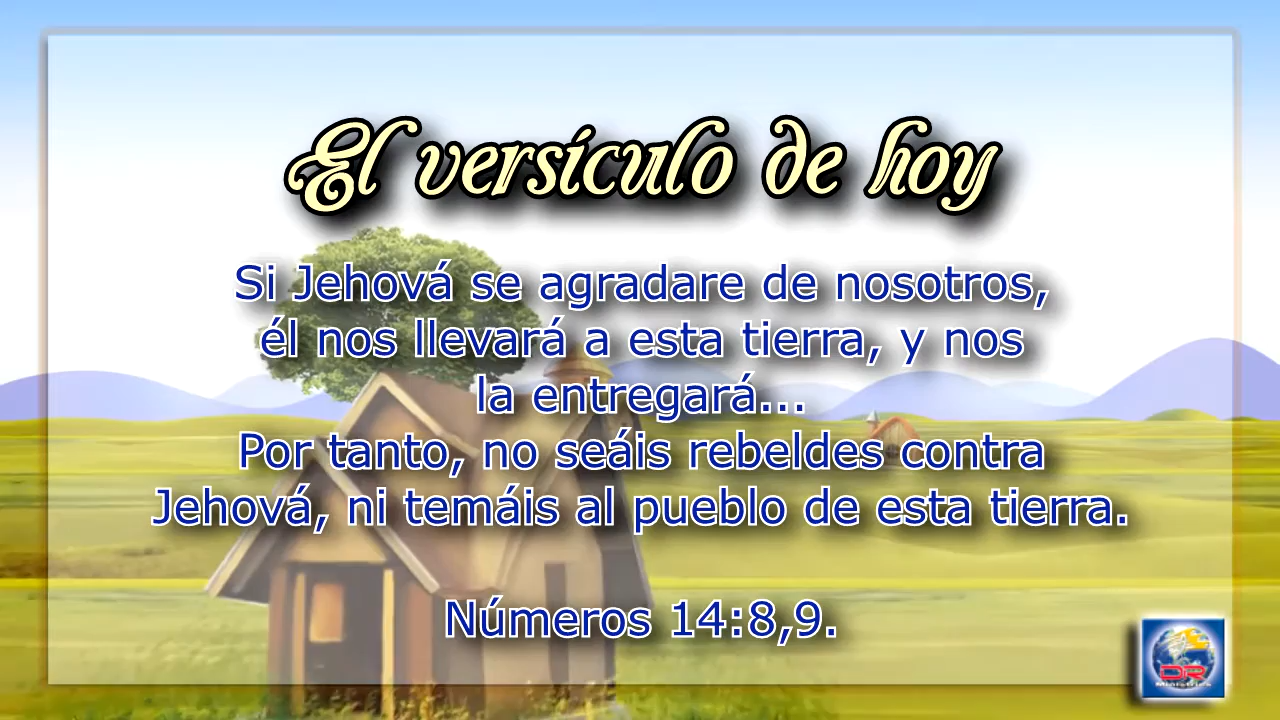 El versículo de hoy
Si Jehová se agradare de nosotros,
él nos llevará a esta tierra, y nos
la entregará...
Por tanto, no seáis rebeldes contra
Jehová, ni temáis al pueblo de esta tierra.
Números 14:8,9.
DR
Ministries